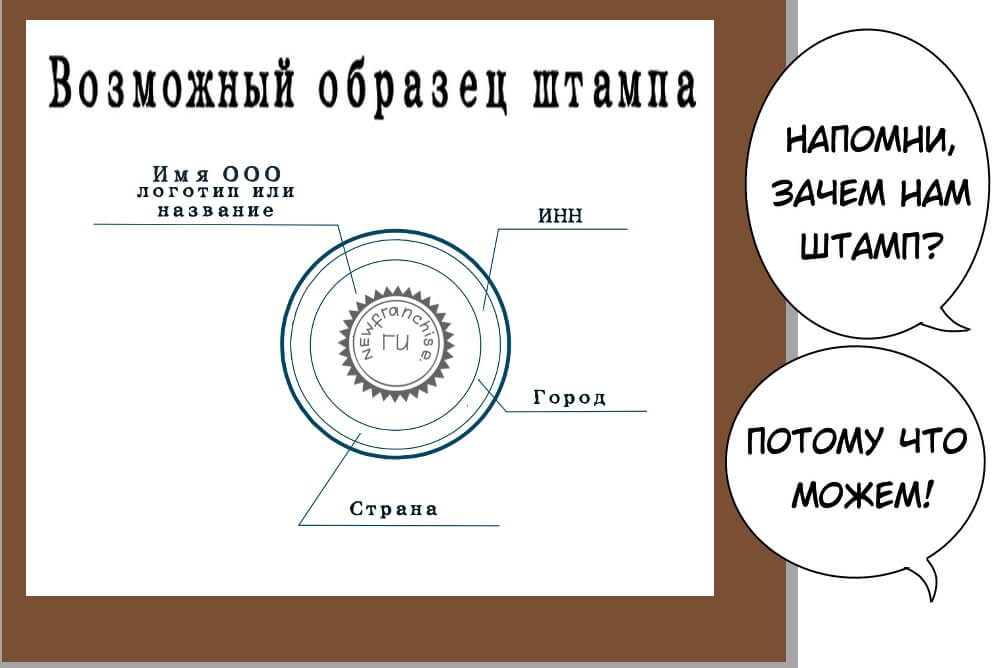 Возможный образец штампа
Имя ООО
логотип или
название
ИНН
NEWfranchise.
ru
Город
Страна
НАПОМНИ,
ЗАЧЕМ НАМ
ШТАМП?
ПОТОМУ ЧТО
МОЖЕМ!